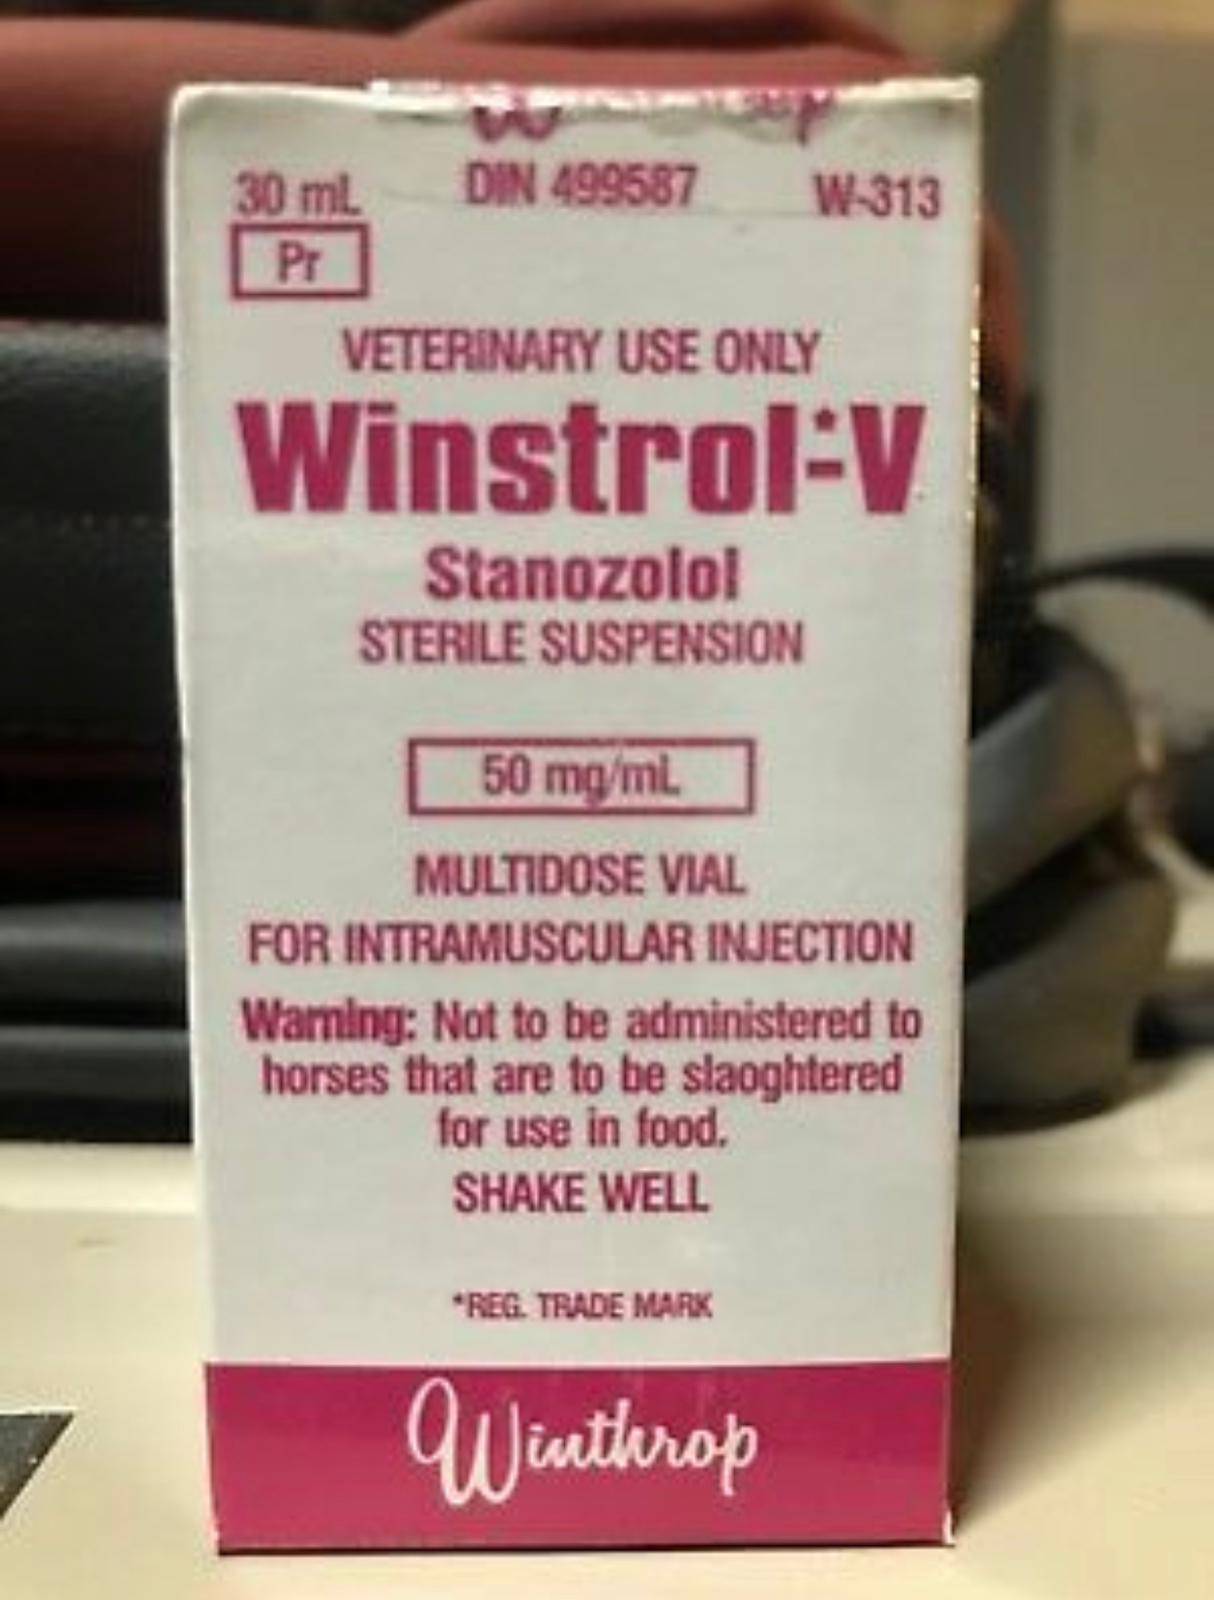 30 mL
DIN 499587
W-313
Pr
VETERINARY USE ONLY
Winstrol*-V
Stanozolol
STERILE SUSPENSION
50 mg/mL
MULTIDOSE VIAL
FOR INTRAMUSCULAR INJECTION
Warning: Not to be administered to
horses that are to be slaoghtered
for use in food.
SHAKE WELL
*REG. TRADE MARK
Winthrop